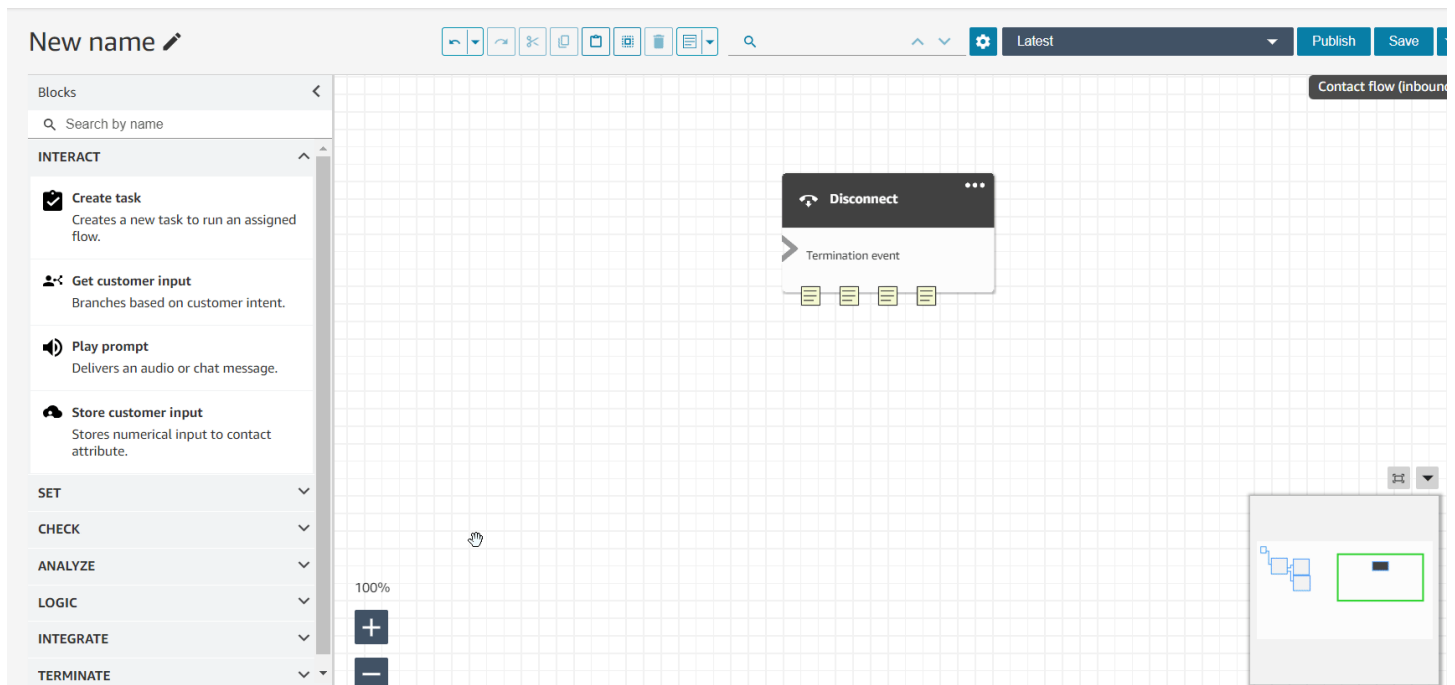 New name
Latest
Publish
Save
Blocks
Contact flow (inboun
Search by name
INTERACT
Create task
Creates a new task to run an assigned
flow.
Disconnect
Termination event
Get customer input
Branches based on customer intent.
Play prompt
Delivers an audio or chat message.
Store customer input
Stores numerical input to contact
attribute.
SET
CHECK
ANALYZE
LOGIC
INTEGRATE
TERMINATE
100%